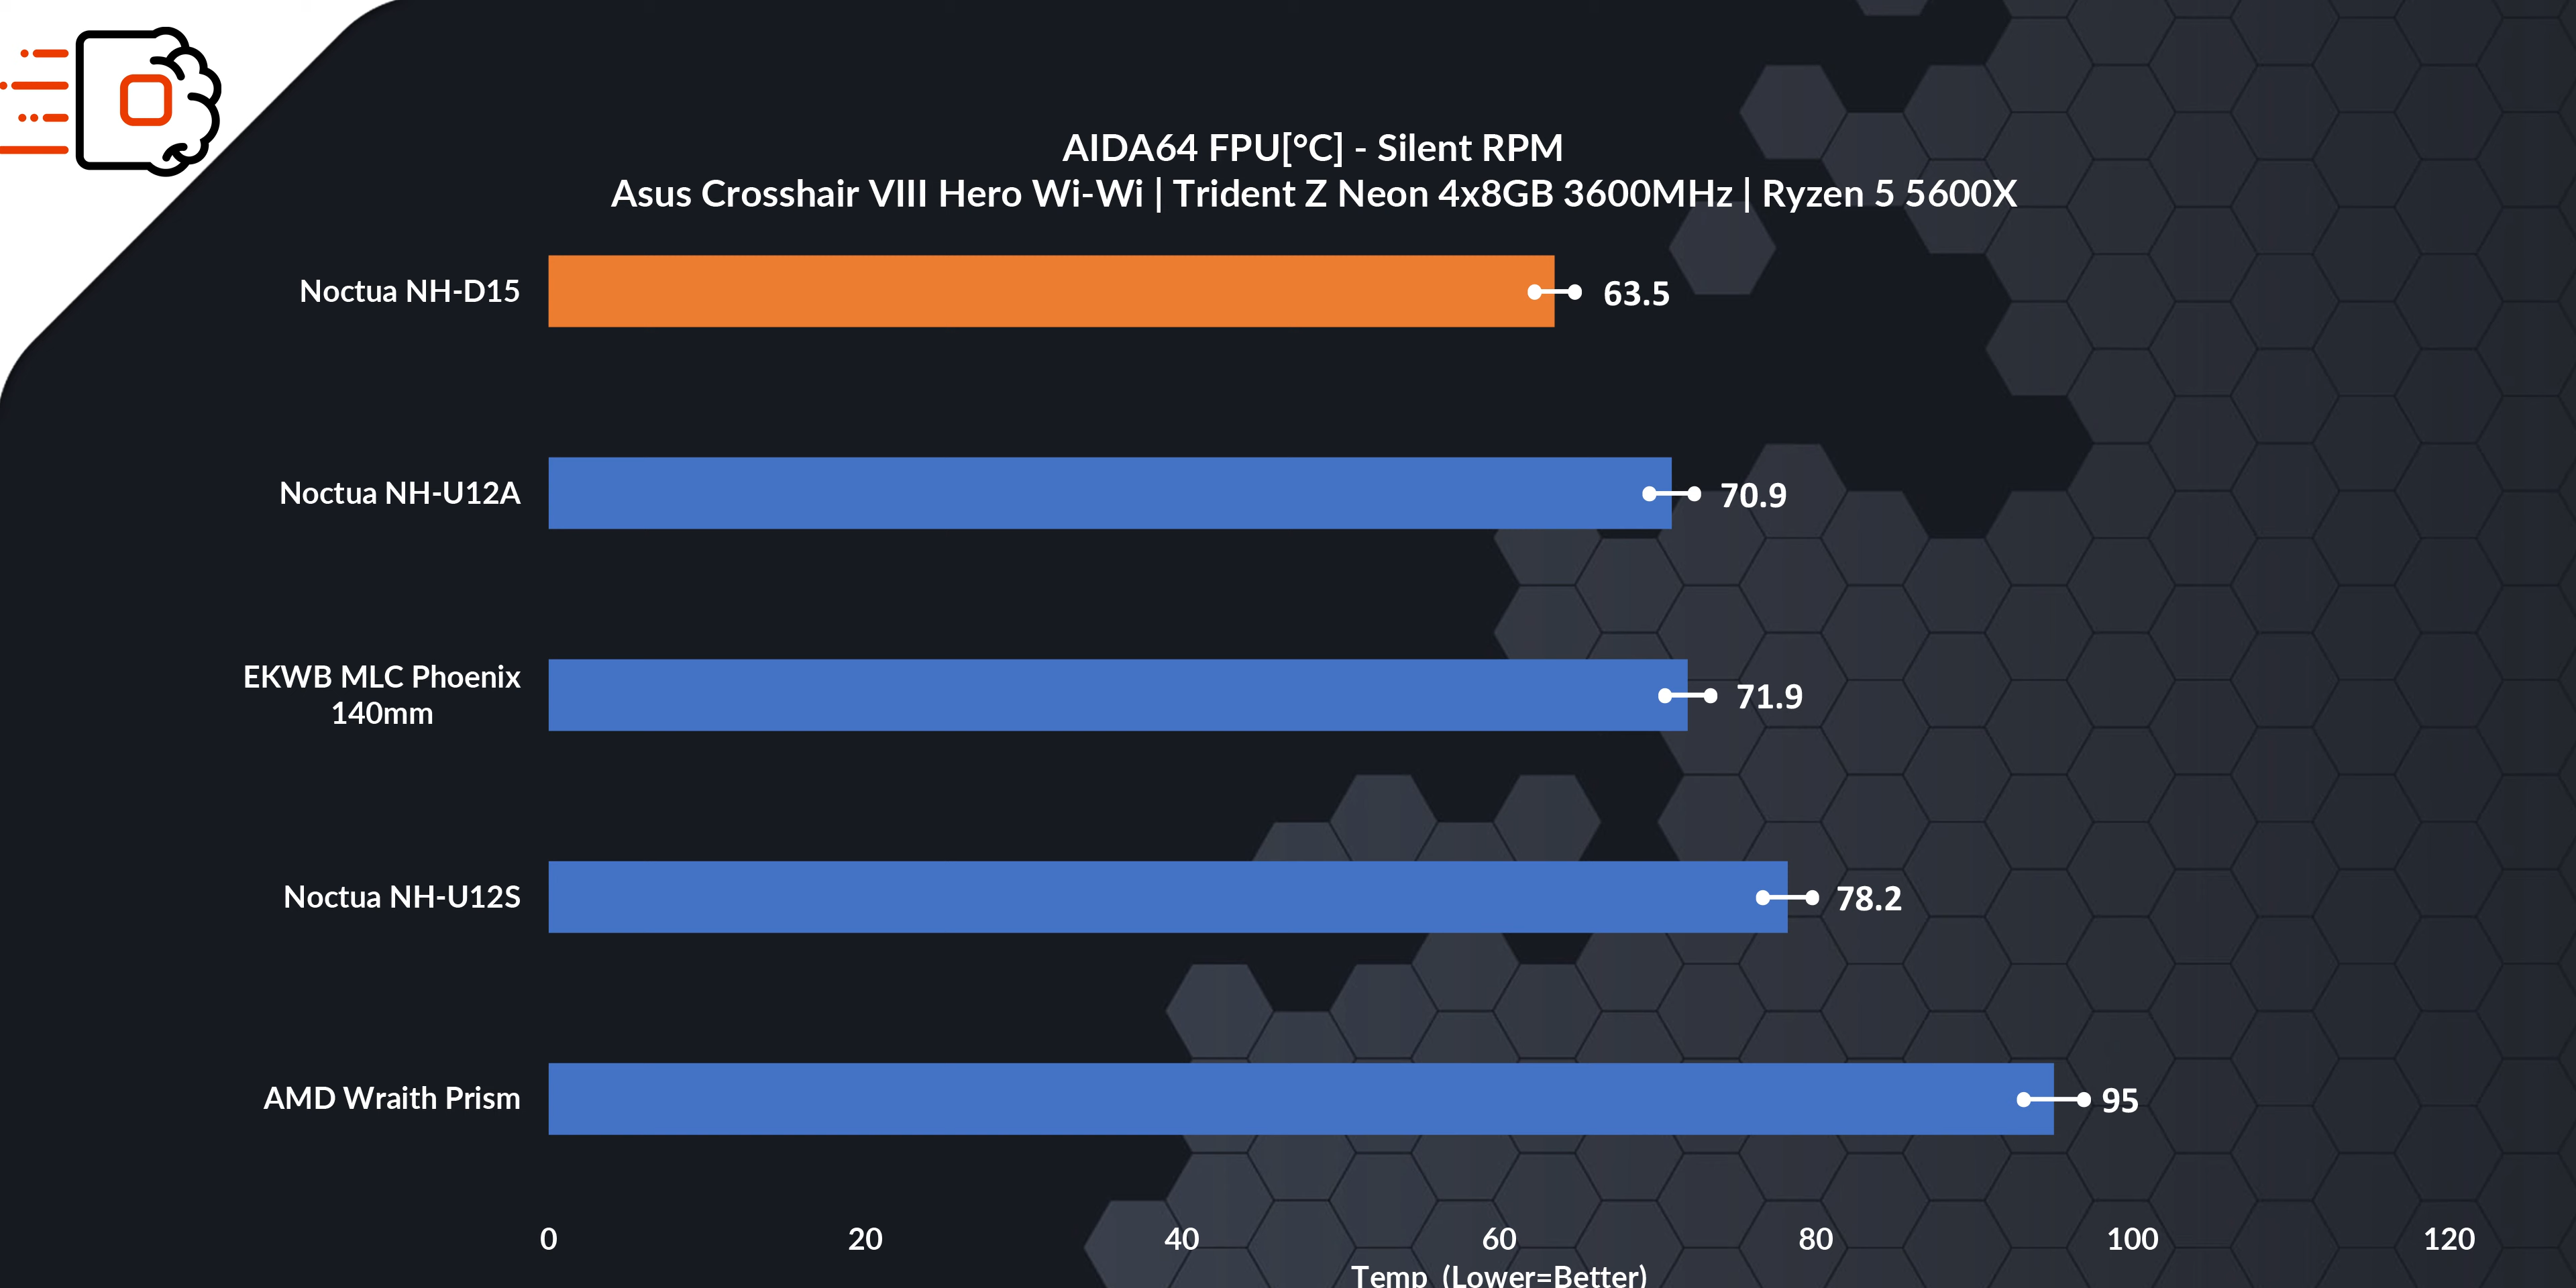 AIDA64 FPU[°C] - Silent RPM
Asus Crosshair VIII Hero Wi-Wi | Trident Z Neon 4x8GB 3600MHz | Ryzen 5 5600X
Noctua NH-D15
63.5
Noctua NH-U12A
70.9
EKWB MLC Phoenix
140mm
71.9
Noctua NH-U12S
78.2
AMD Wraith Prism
95
0 20 40 60 80 100 120
Temp (Lower=Better)